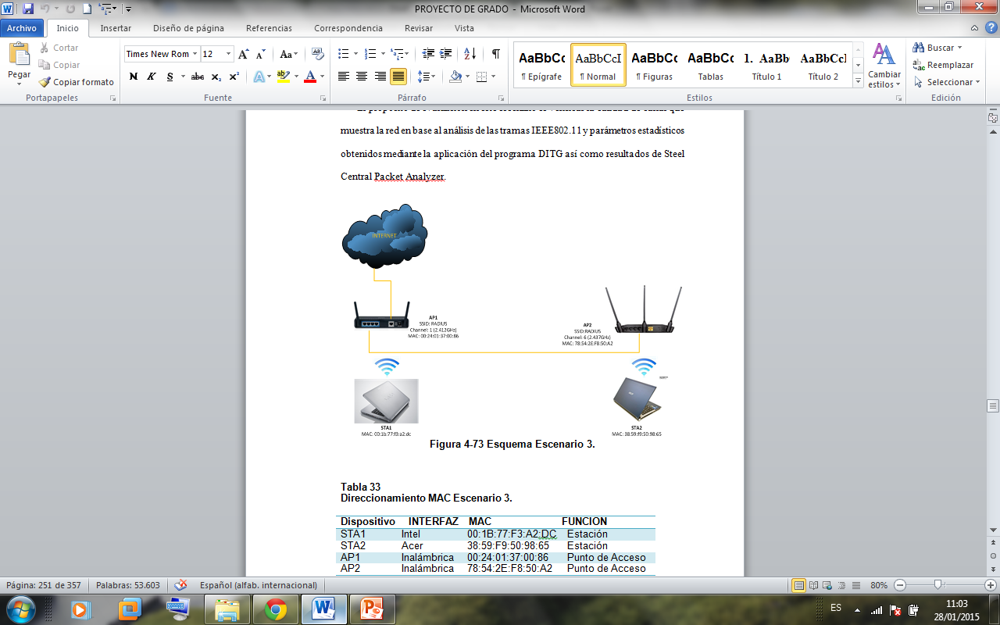 PROYECTO DE GRADO - Microsoft Word
Archivo Inicio Insertar Diseño de página Referencias Correspondencia Revisar Vista
Pegar
Cortar
Copiar
Copiar formato
Portapapeles
Times New Rom 12
Fuente
Párrafo
AaBbCc AaBbCcI AaBbCc AaBbCc 1. AaBb AaBbCcI
¶ Epígrafe ¶ Normal ¶ Figuras Tablas Título 1 Título 2
Estilos
Cambiar
estilos
Buscar
Reemplazar
Seleccionar
Edición
muestra la red en base al análisis de las tramas IEEE802.11 y parámetros estadísticos
obtenidos mediante la aplicación del programa DITG así como resultados de Steel
Central Packet Analyzer.
INTERNET
AP1
SSID: RADIUS
Channel: 1 (2.412GHz)
MAC: 00:24:01:37:00:86
AP2
SSID:RADIUS
Channel: 6 (2.437GHz)
MAC: 78:54:2E:F8:50:A2
STA1
MAC: 00:1b:77:f3:a2:dc
STA2
MAC: 38:59:f9:50:98:65
Figura 4-73 Esquema Escenario 3.
Tabla 33
Direccionamiento MAC Escenario 3.
Dispositivo INTERFAZ MAC FUNCION
STA1 Intel 00:1B:77:F3:A2:DC Estación
STA2 Acer 38:59:F9:50:98:65 Estación
AP1 Inalámbrica 00:24:01:37:00:86 Punto de Acceso
AP2 Inalámbrica 78:54:2E:F8:50:A2 Punto de Acceso
Página: 251 de 357 Palabras: 53.603 Español (alfab. internacional) 80%
ES 11:03
28/01/2015